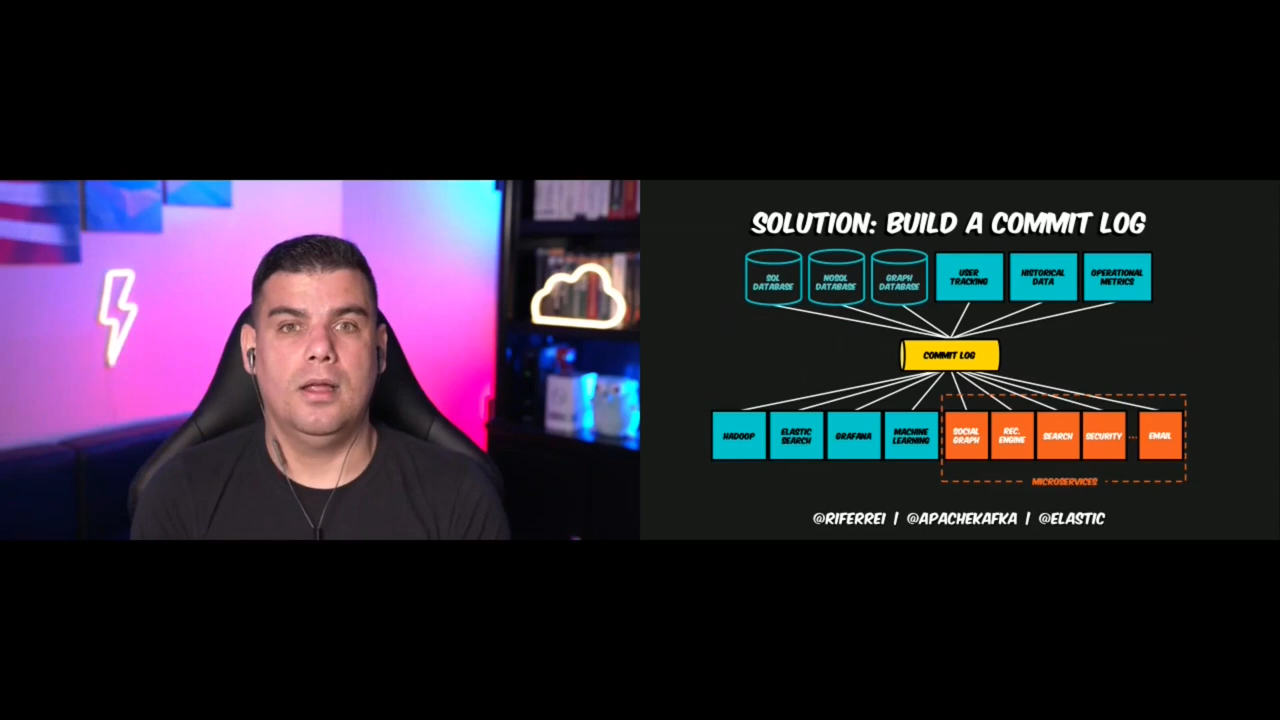 SOLUTION: BUILD A COMMIT LOG
SQL DATABASE
NOSQL DATABASE
GRAPH DATABASE
USER TRACKING
HISTORICAL DATA
OPERATIONAL METRICS
COMMIT LOG
HADOOP
ELASTIC SEARCH
GRAFANA
MACHINE LEARNING
SOCIAL GRAPH
REC. ENGINE
SEARCH
SECURITY
...
EMAIL
MICROSERVICES
@RIFERREI | @APACHEKAFKA | @ELASTIC